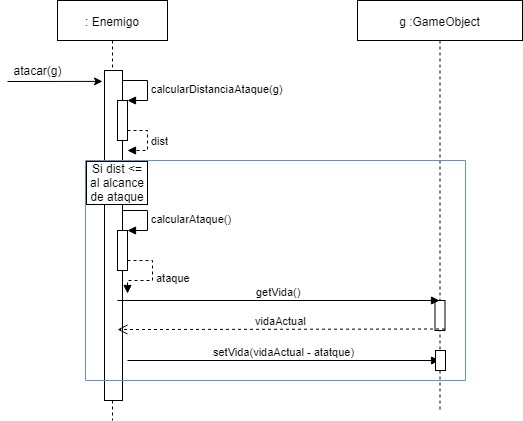 : Enemigo
g :GameObject
atacar(g)
calcularDistanciaAtaque(g)
dist
Si dist <=
al alcance
de ataque
calcularAtaque()
ataque
getVida()
vidaActual
setVida(vidaActual - atatque)